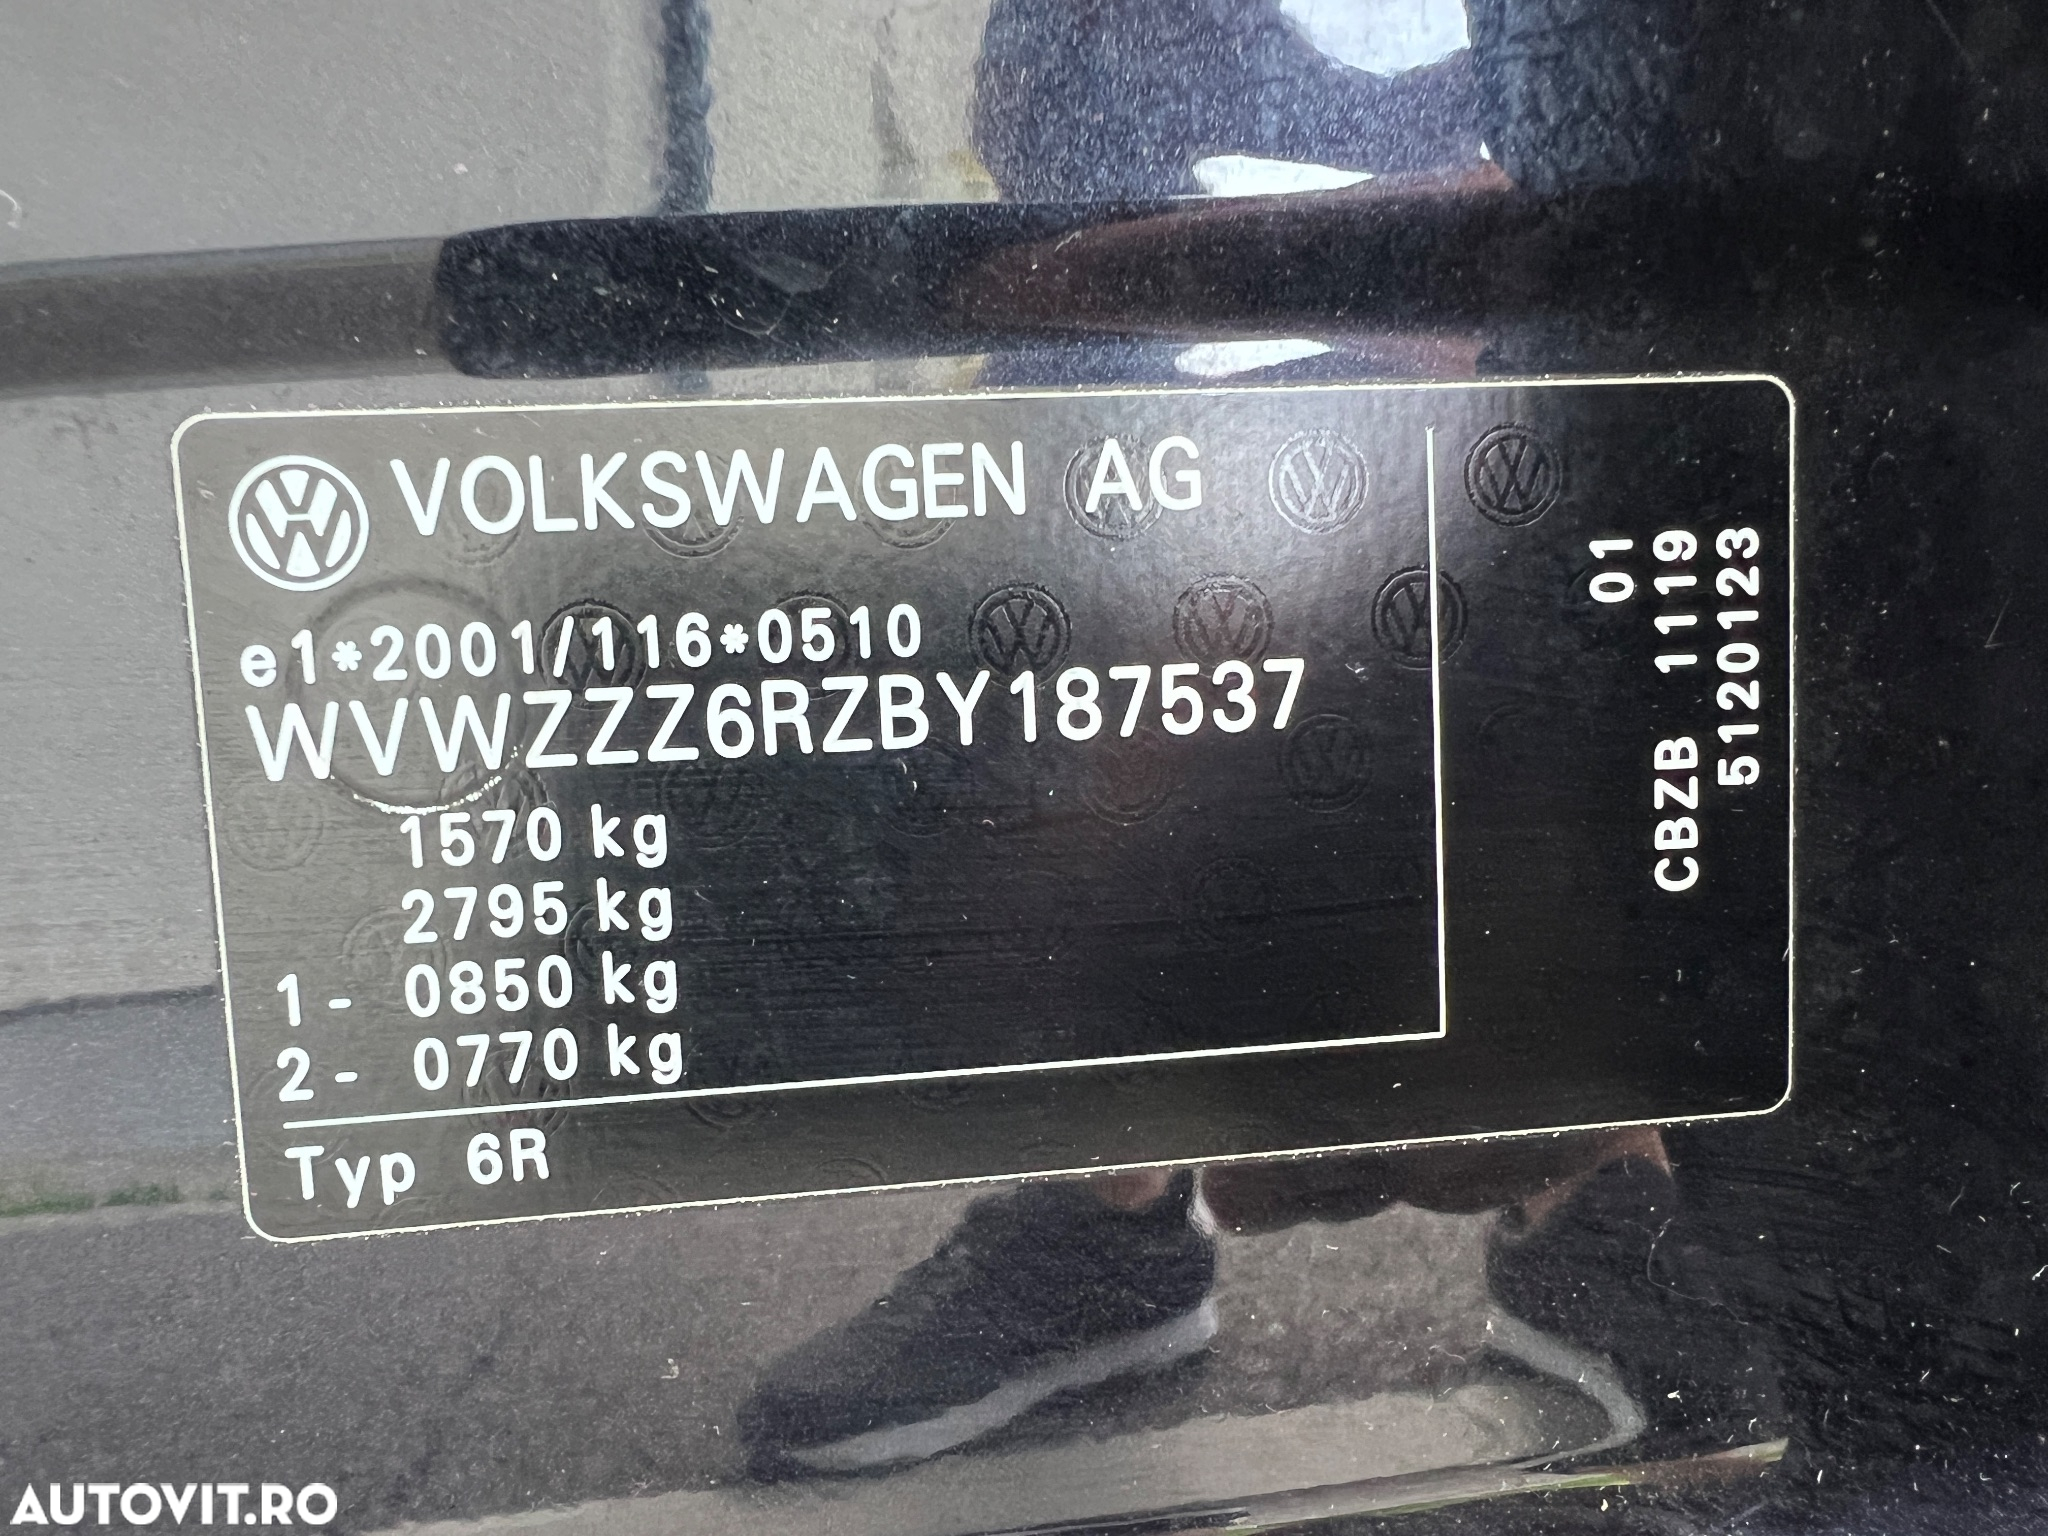 VOLKSWAGEN AG
e1*2001/116*0510
WVWZZZ6RZBY187537
1570 kg
2795 kg
1- 0850 kg
2- 0770 kg
Typ 6R
01
CBZB 1119
5120123
AUTOVIT.RO